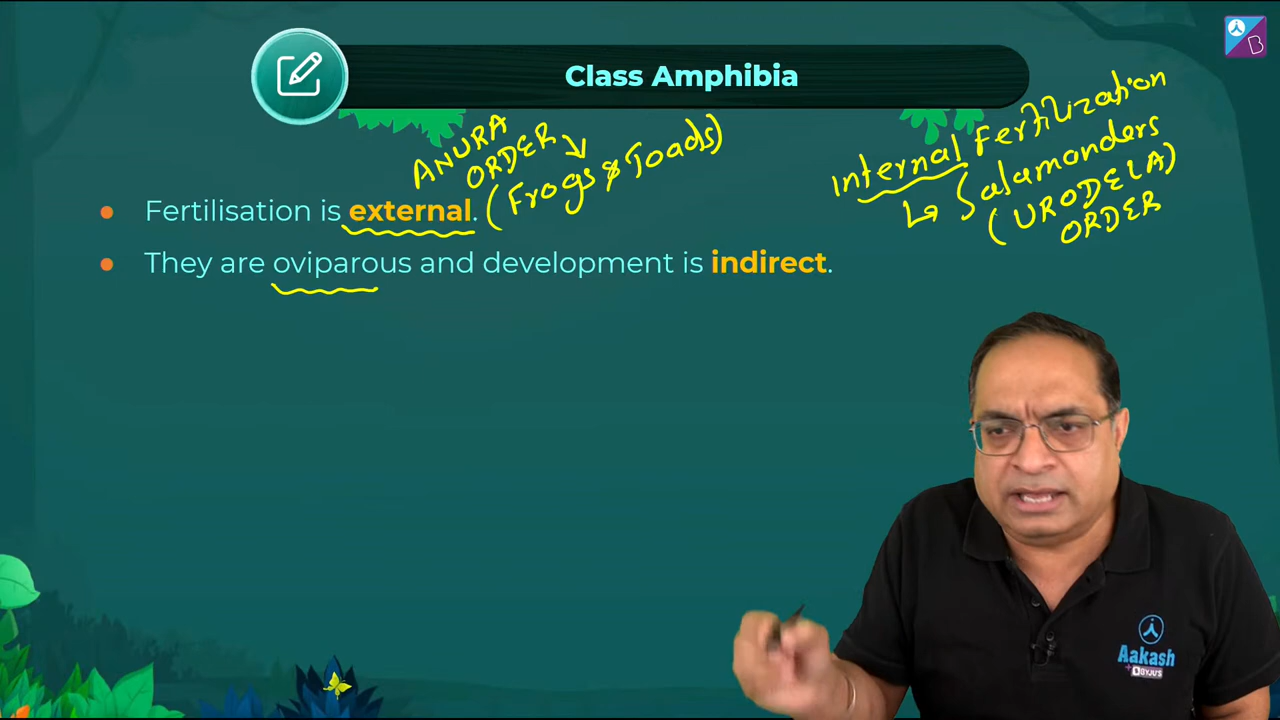 Class Amphibia
ANURA
ORDER
(Frogs & Toads)
Internal Fertilization
Salamanders
(URODELA)
ORDER
Fertilisation is external.
They are oviparous and development is indirect.
Aakash
BYJU'S